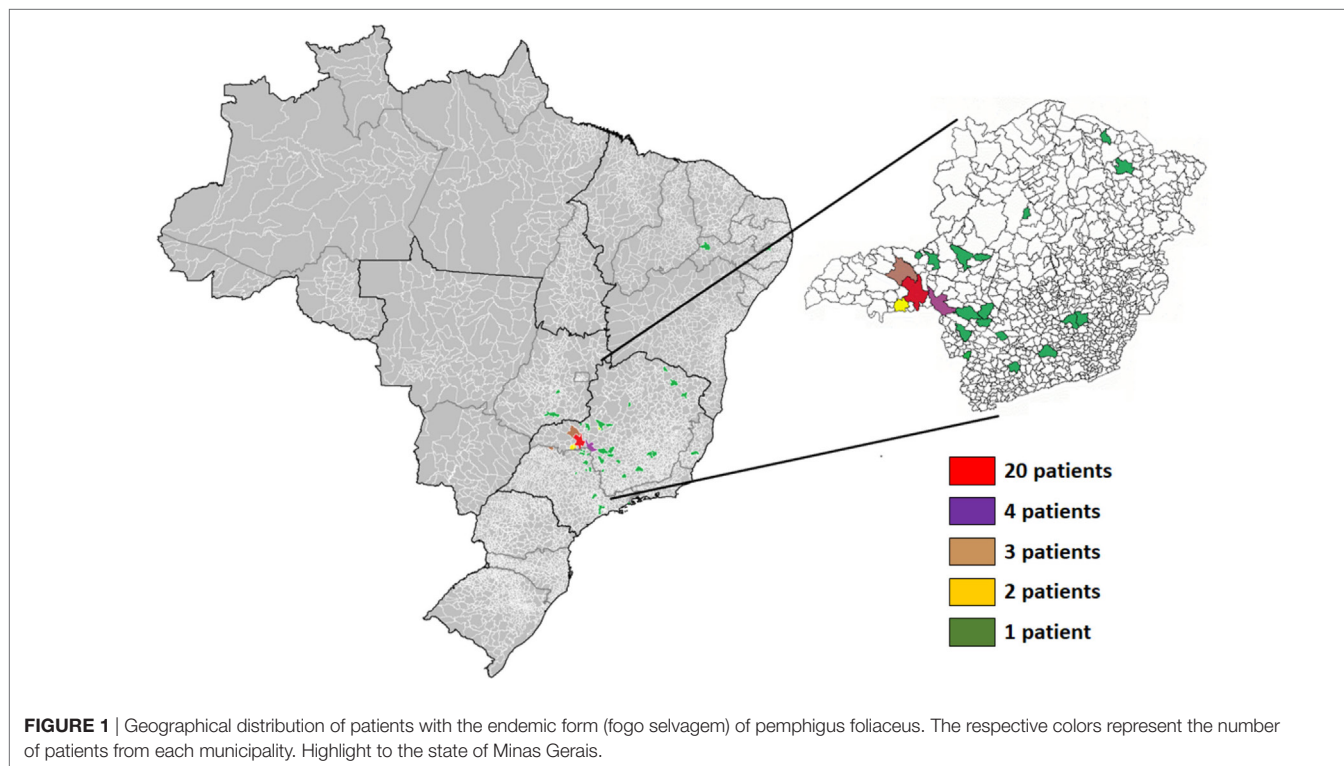 20 patients
4 patients
3 patients
2 patients
1 patient
FIGURE 1 | Geographical distribution of patients with the endemic form (fogo selvagem) of pemphigus foliaceus. The respective colors represent the number
of patients from each municipality. Highlight to the state of Minas Gerais.